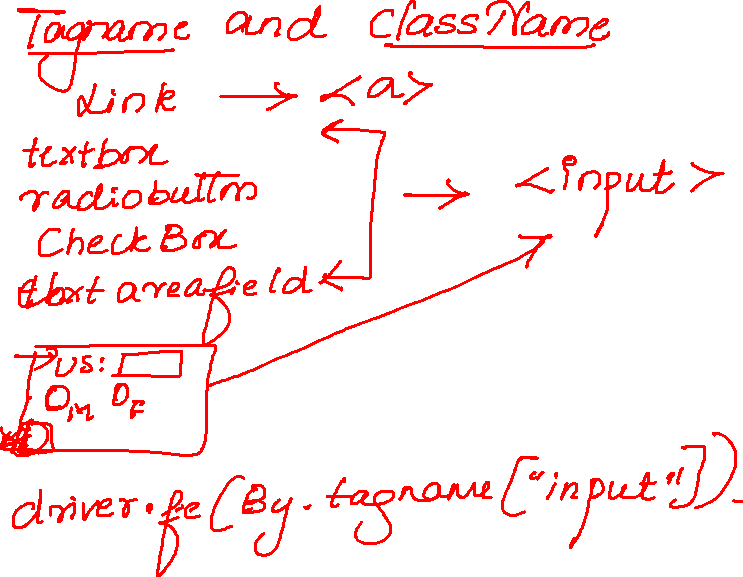 Tagname and className
Link → <a>
textbox
radiobutton → <input>
CheckBox
text areafield
US:
O m O F
driver.fe(By.tagname["input"]).